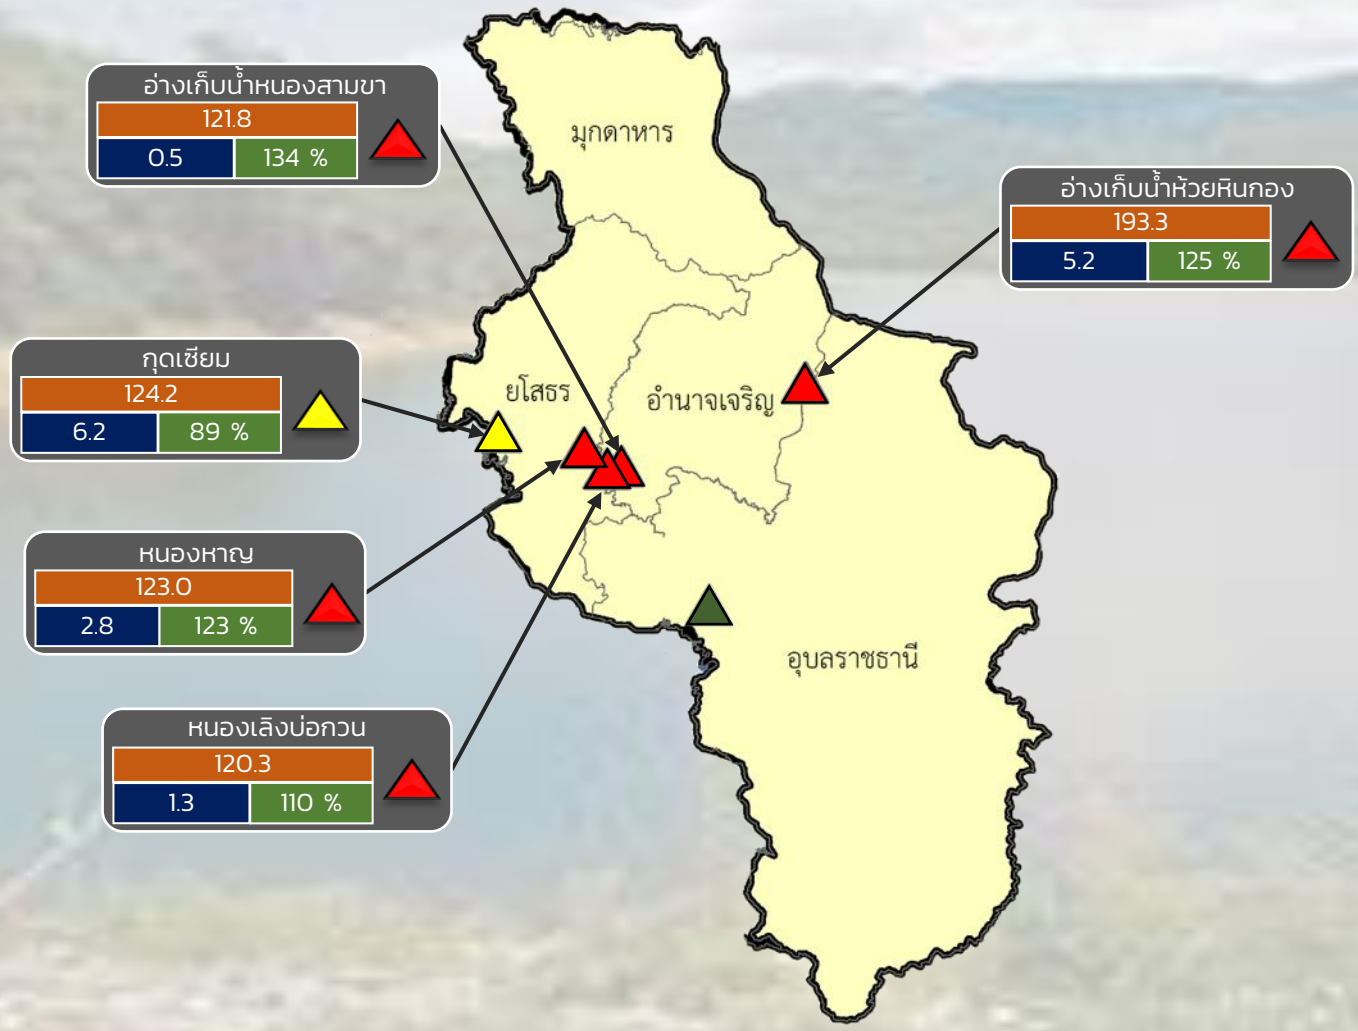 อ่างเก็บน้ำหนองสามขา
121.8
0.5 134 %
มุกดาหาร
อ่างเก็บน้ำห้วยหินกอง
193.3
5.2 125 %
กุดเซียม
124.2
6.2 89 %
ยโสธร
อำนาจเจริญ
หนองหาญ
123.0
2.8 123 %
อุบลราชธานี
หนองเลิงบ่อกวน
120.3
1.3 110 %